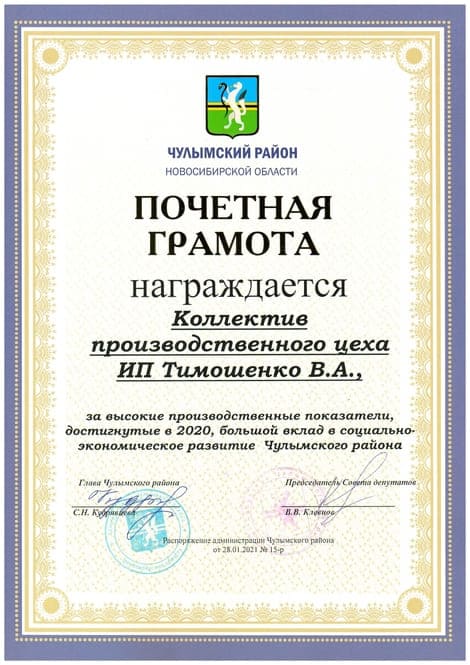 ЧУЛЫМСКИЙ РАЙОН
НОВОСИБИРСКОЙ ОБЛАСТИ
ПОЧЕТНАЯ
ГРАМОТА
награждается
Коллектив
производственного цеха
ИП Тимошенко В.А.,
за высокие производственные показатели,
достигнутые в 2020, большой вклад в социально-
экономическое развитие Чулымского района
Глава Чулымского района
Председатель Совета депутатов
С.Н. Кудрявцева
В.В. Клевцов
Распоряжение администрации Чулымского района
от 28.01.2021 № 15-р